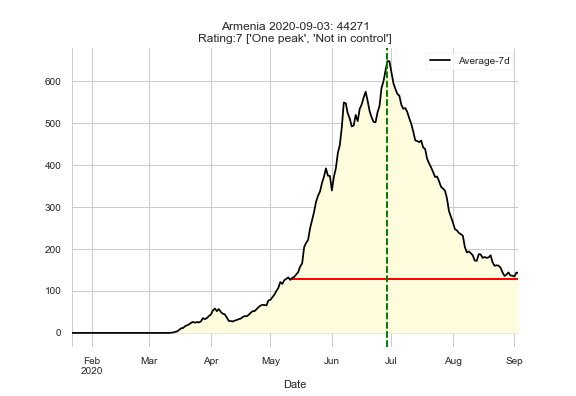 Armenia 2020-09-03: 44271
Rating:7 ['One peak', 'Not in control']
Average-7d
600
500
400
300
200
100
0
Feb Mar Apr May Jun Jul Aug Sep
2020
Date